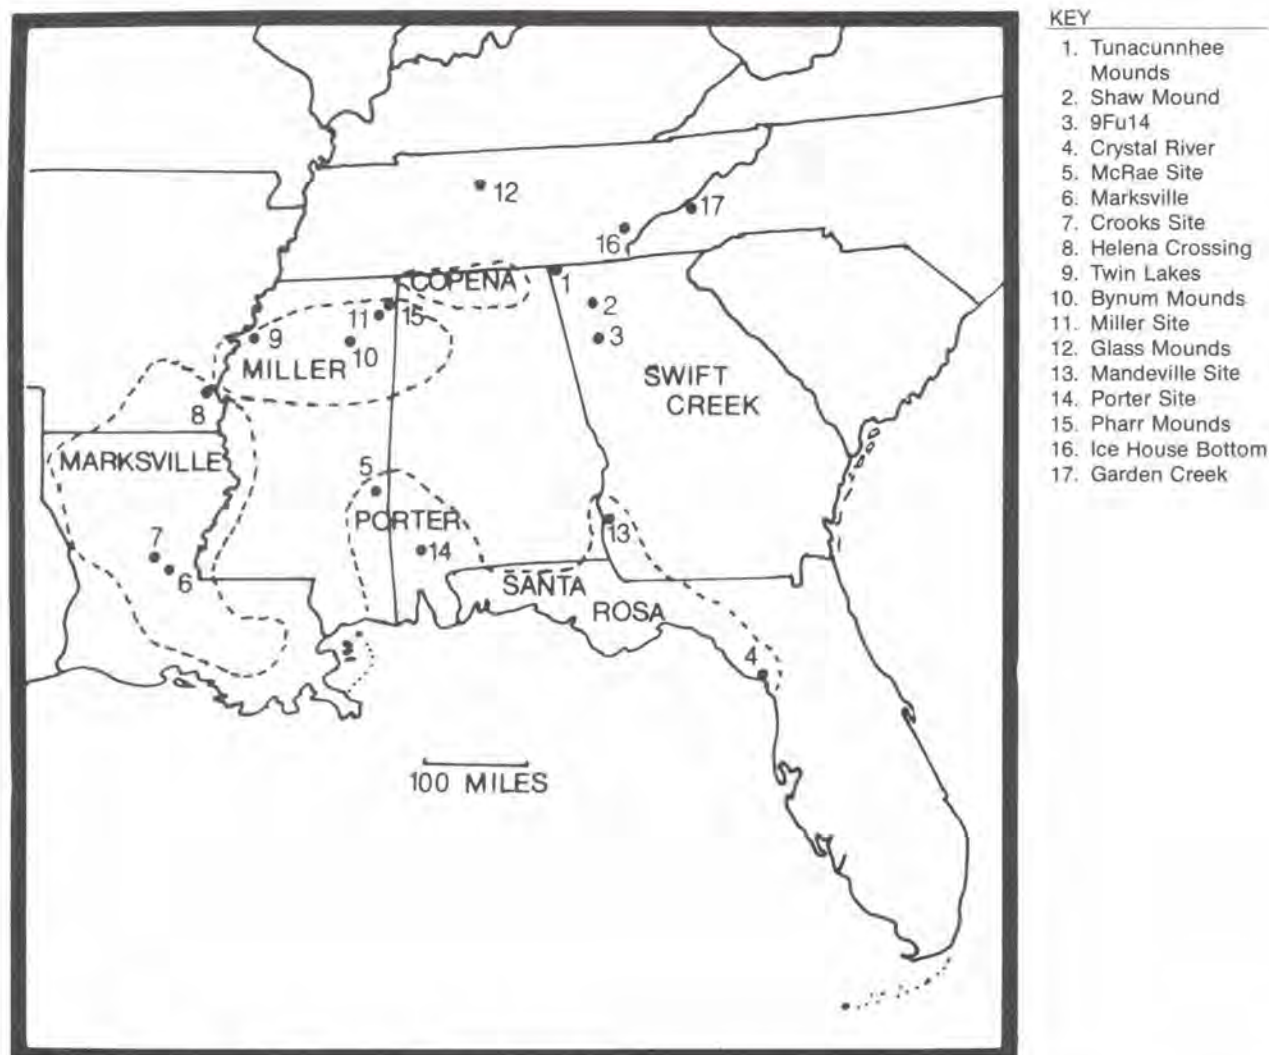 KEY
1. Tunacunnhee
Mounds
2. Shaw Mound
3. 9Fu14
4. Crystal River
5. McRae Site
6. Marksville
7. Crooks Site
8. Helena Crossing
9. Twin Lakes
10. Bynum Mounds
11. Miller Site
12. Glass Mounds
13. Mandeville Site
14. Porter Site
15. Pharr Mounds
16. Ice House Bottom
17. Garden Creek
12
17
16
COPENA
1
2
11
15
9
10
3
MILLER
SWIFT
CREEK
8
MARKSVILLE
5
PORTER
13
7
14
6
SANTA
ROSA
4
100 MILES